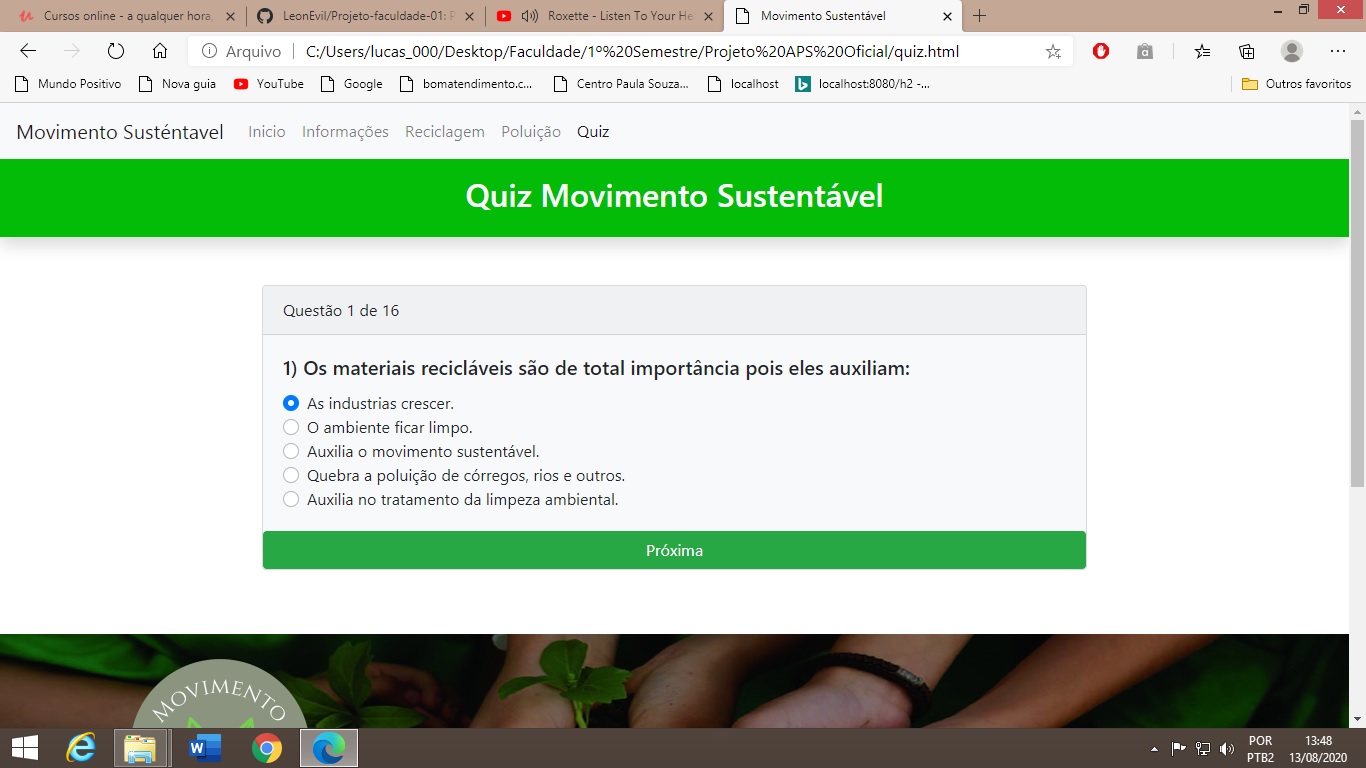 Cursos online - a qualquer hora,
LeonEvil/Projeto-faculdade-01: P
Roxette - Listen To Your He
Movimento Sustentável
Arquivo
C:/Users/lucas_000/Desktop/Faculdade/1º%20Semestre/Projeto%20APS%20Oficial/quiz.html
Mundo Positivo
Nova guia
YouTube
Google
bomatendimento.c...
Centro Paula Souza...
localhost
localhost:8080/h2 -...
Outros favoritos
Movimento Susténtavel
Inicio
Informações
Reciclagem
Poluição
Quiz
Quiz Movimento Sustentável
Questão 1 de 16
1) Os materiais recicláveis são de total importância pois eles auxiliam:
As industrias crescer.
O ambiente ficar limpo.
Auxilia o movimento sustentável.
Quebra a poluição de córregos, rios e outros.
Auxilia no tratamento da limpeza ambiental.
Próxima
MOVIMENTO
POR
PTB2
13:48
13/08/2020